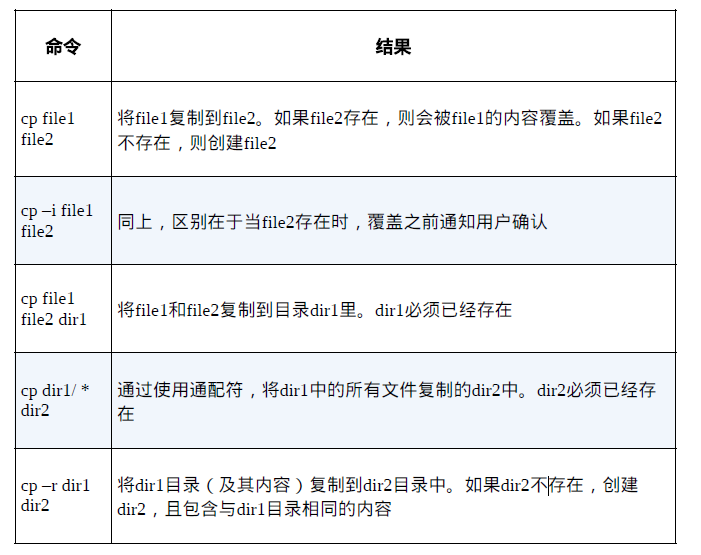 命令
结果
cp file1
file2
将file1复制到file2。如果file2存在，则会被file1的内容覆盖。如果file2
不存在，则创建file2
cp –i file1
file2
同上，区别在于当file2存在时，覆盖之前通知用户确认
cp file1
file2 dir1
将file1和file2复制到目录dir1里。dir1必须已经存在
cp dir1/ *
dir2
通过使用通配符，将dir1中的所有文件复制的dir2中。dir2必须已经存
在
cp –r dir1
dir2
将dir1目录（及其内容）复制到dir2目录中。如果dir2不存在，创建
dir2，且包含与dir1目录相同的内容